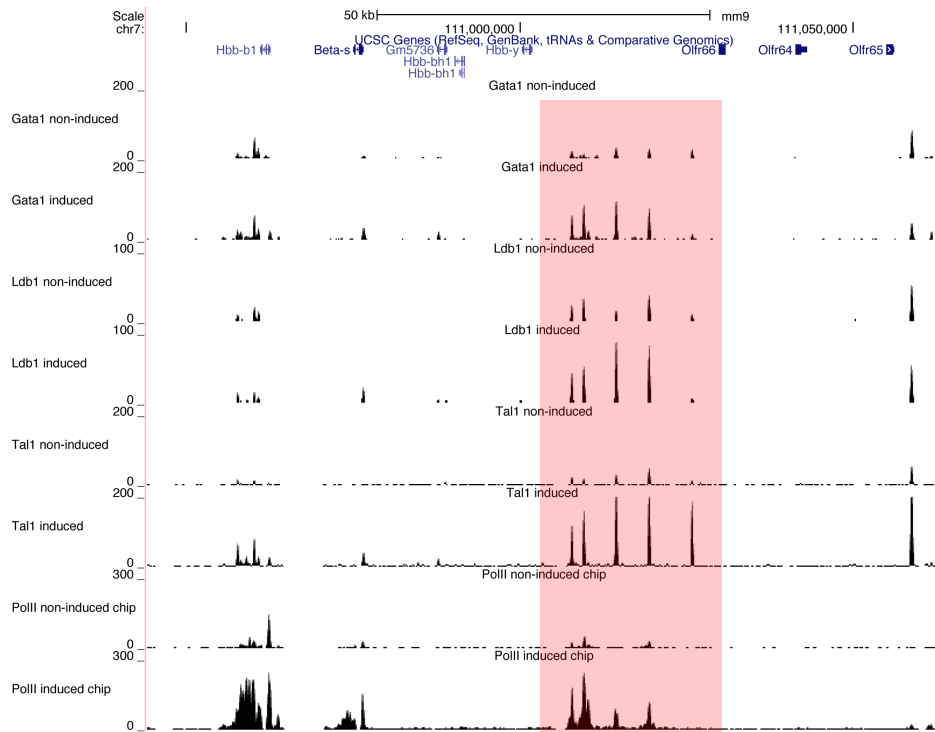 Scale 50 kb mm9
chr7: 111,000,000 111,050,000
UCSC Genes (RefSeq, GenBank, tRNAs & Comparative Genomics)
Hbb-b1 Beta-s Gm5736 Hbb-y Olfr66 Olfr64 Olfr65
Hbb-bh1
Hbb-bh1
200 Gata1 non-induced
Gata1 non-induced
0
200 Gata1 induced
Gata1 induced
0
100 Ldb1 non-induced
Ldb1 non-induced
0
100 Ldb1 induced
Ldb1 induced
0
200 Tal1 non-induced
Tal1 non-induced
0
200 Tal1 induced
Tal1 induced
0
300 PolII non-induced chip
PolII non-induced chip
0
300 PolII induced chip
PolII induced chip
0